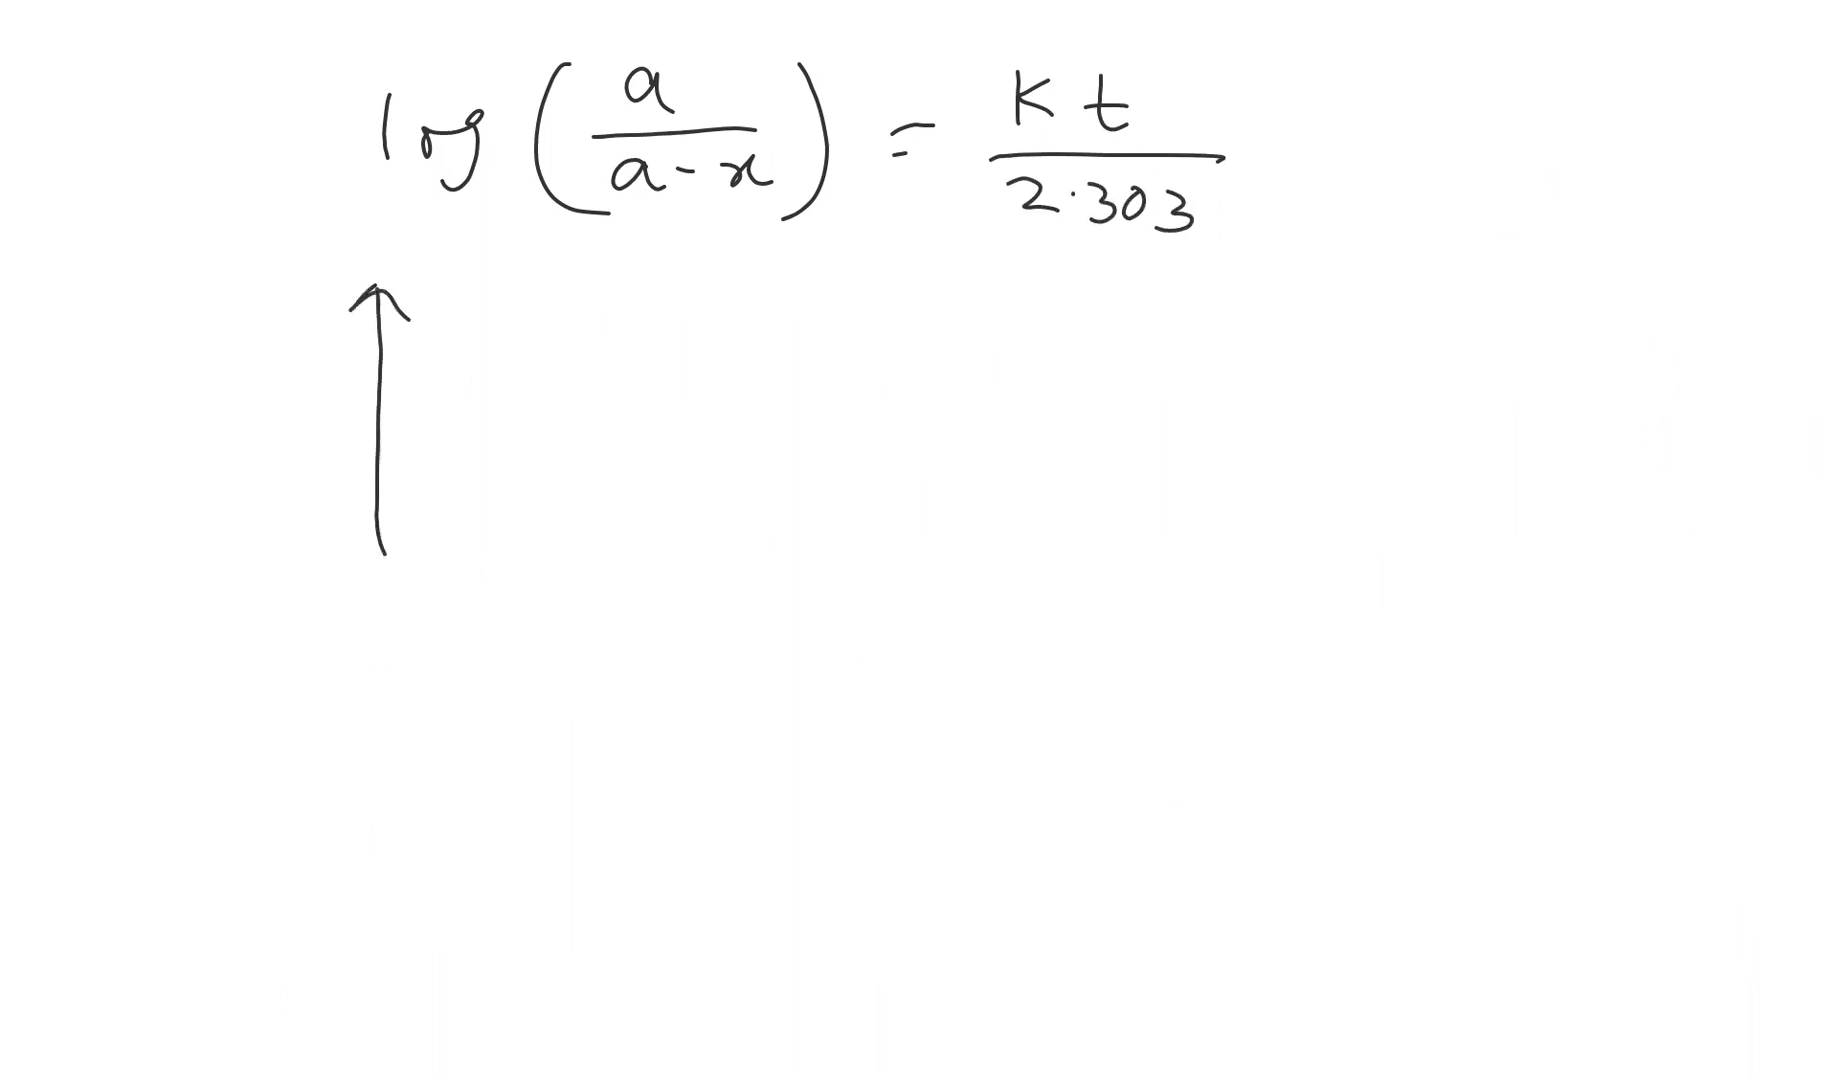 log (a / a-x) = Kt / 2.303